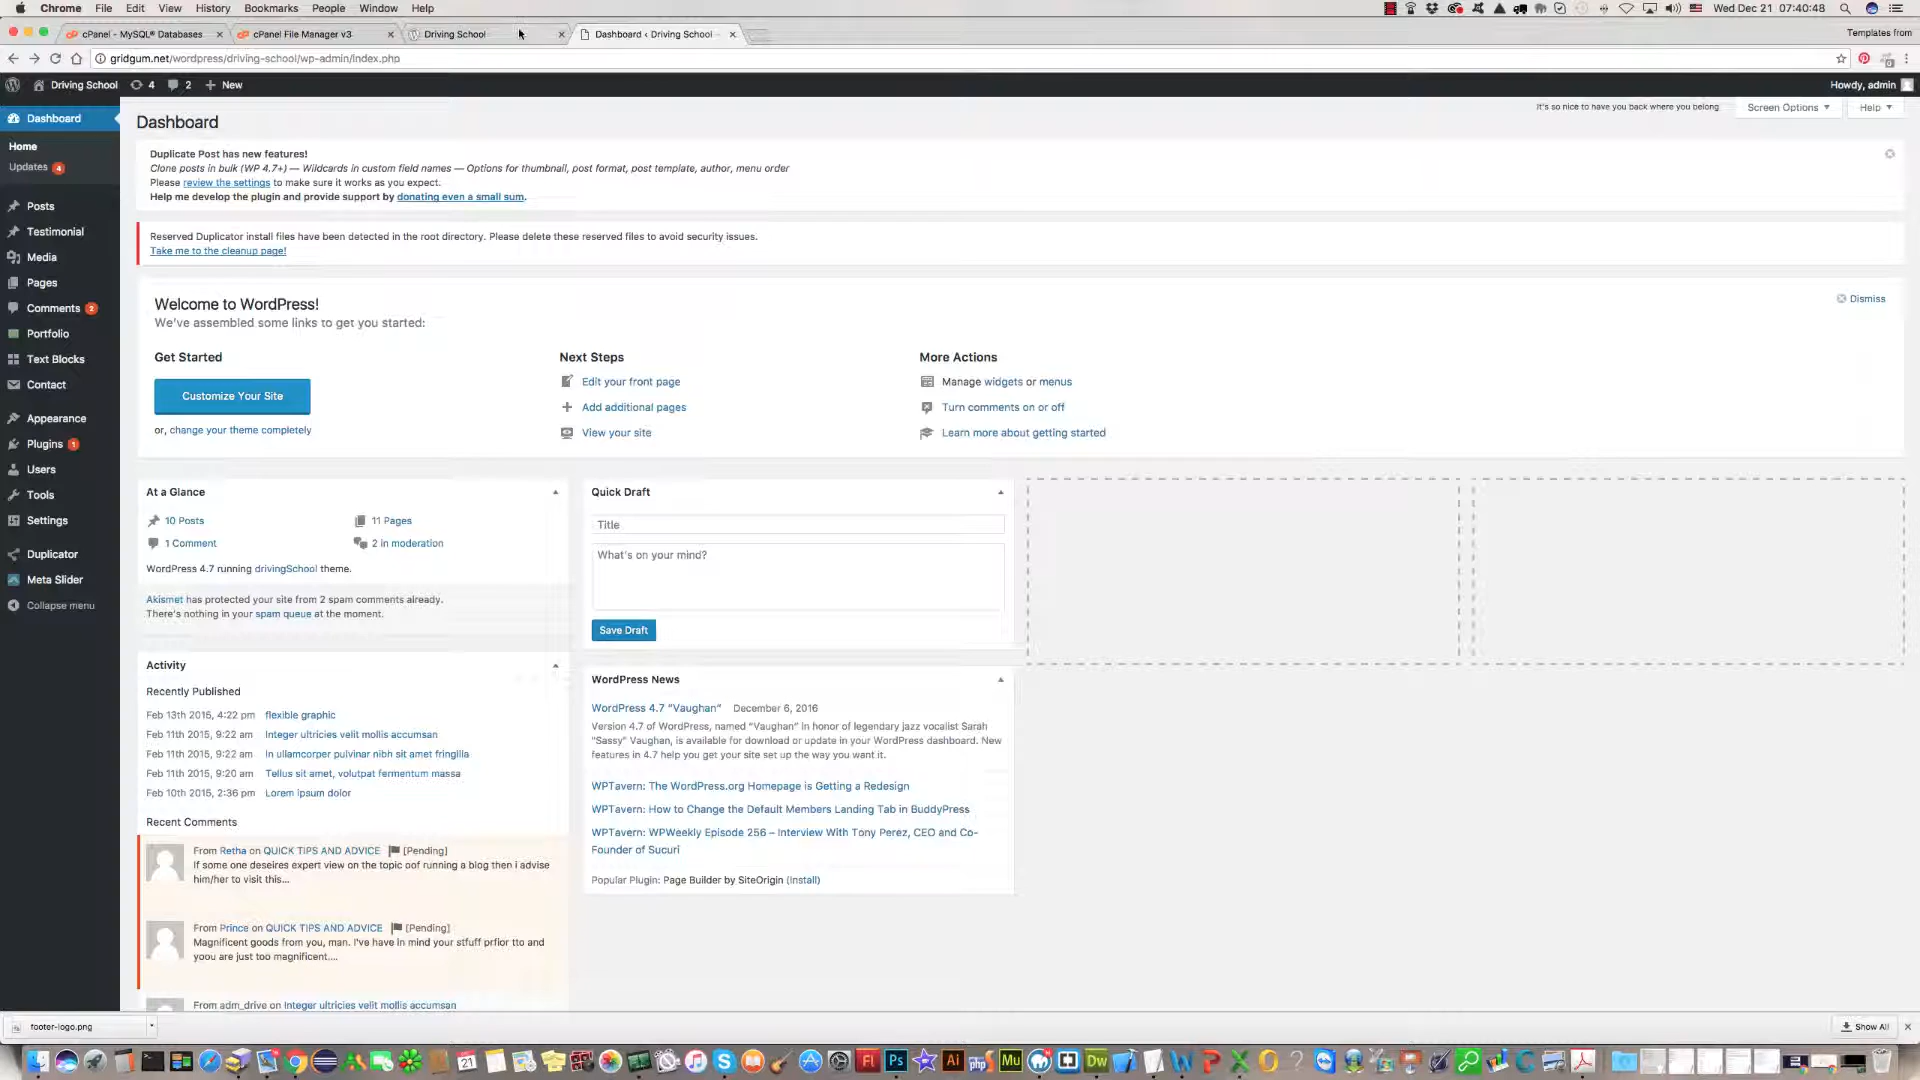 Chrome File Edit View History Bookmarks People Window Help
Wed Dec 21 07:40:48
cPanel - MySQL® Databases
cPanel File Manager v3
Driving School
Dashboard ‹ Driving School
Templates from
gridgum.net/wordpress/driving-school/wp-admin/index.php
Driving School 4 2 + New
Howdy, admin
Dashboard
Home
Updates 4
Posts
Testimonial
Media
Pages
Comments 2
Portfolio
Text Blocks
Contact
Appearance
Plugins 1
Users
Tools
Settings
Duplicator
Meta Slider
Collapse menu
It's so nice to have you back where you belong
Screen Options
Help
Dashboard
Duplicate Post has new features!
Clone posts in bulk (WP 4.7+) — Wildcards in custom field names — Options for thumbnail, post format, post template, author, menu order
Please review the settings to make sure it works as you expect.
Help me develop the plugin and provide support by donating even a small sum.
Reserved Duplicator install files have been detected in the root directory. Please delete these reserved files to avoid security issues.
Take me to the cleanup page!
Welcome to WordPress!
We've assembled some links to get you started:
Dismiss
Get Started
Customize Your Site
or, change your theme completely
Next Steps
Edit your front page
Add additional pages
View your site
More Actions
Manage widgets or menus
Turn comments on or off
Learn more about getting started
At a Glance
10 Posts
11 Pages
1 Comment
2 in moderation
WordPress 4.7 running drivingSchool theme.
Akismet has protected your site from 2 spam comments already.
There's nothing in your spam queue at the moment.
Activity
Recently Published
Feb 13th 2015, 4:22 pm flexible graphic
Feb 11th 2015, 9:22 am Integer ultricies velit mollis accumsan
Feb 11th 2015, 9:22 am In ullamcorper pulvinar nibh sit amet fringilla
Feb 11th 2015, 9:20 am Tellus sit amet, volutpat fermentum massa
Feb 10th 2015, 2:36 pm Lorem ipsum dolor
Recent Comments
From Retha on QUICK TIPS AND ADVICE [Pending]
If some one deseires expert view on the topic oof running a blog then i advise
him/her to visit this...
From Prince on QUICK TIPS AND ADVICE [Pending]
Magnificent goods from you, man. I've have in mind your stfuff prfior tto and
yoou are just too magnificent....
From adm_drive on Integer ultricies velit mollis accumsan
Quick Draft
Title
What's on your mind?
Save Draft
WordPress News
WordPress 4.7 “Vaughan” December 6, 2016
Version 4.7 of WordPress, named “Vaughan” in honor of legendary jazz vocalist Sarah
“Sassy” Vaughan, is available for download or update in your WordPress dashboard. New
features in 4.7 help you get your site set up the way you want it.
WPTavern: The WordPress.org Homepage is Getting a Redesign
WPTavern: How to Change the Default Members Landing Tab in BuddyPress
WPTavern: WPWeekly Episode 256 – Interview With Tony Perez, CEO and Co-
Founder of Sucuri
Popular Plugin: Page Builder by SiteOrigin (Install)
footer-logo.png
Show All
21
Fl
Ps
Ai
php
Mu
Dw